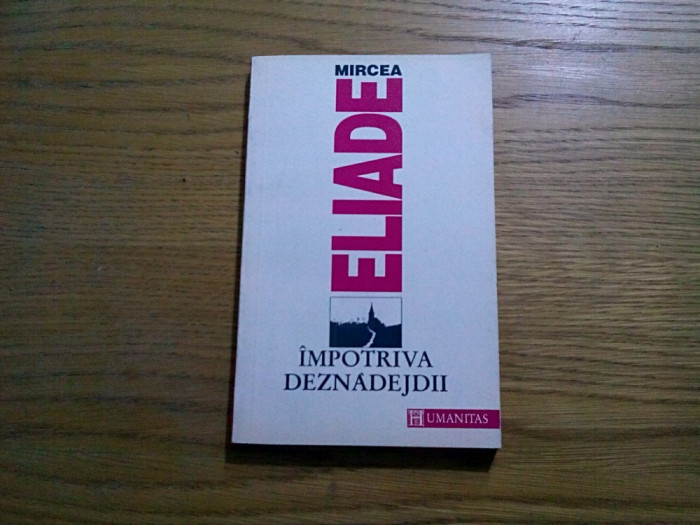 MIRCEA
ELIADE
ÎMPOTRIVA
DEZNĂDEJDII
HUMANITAS